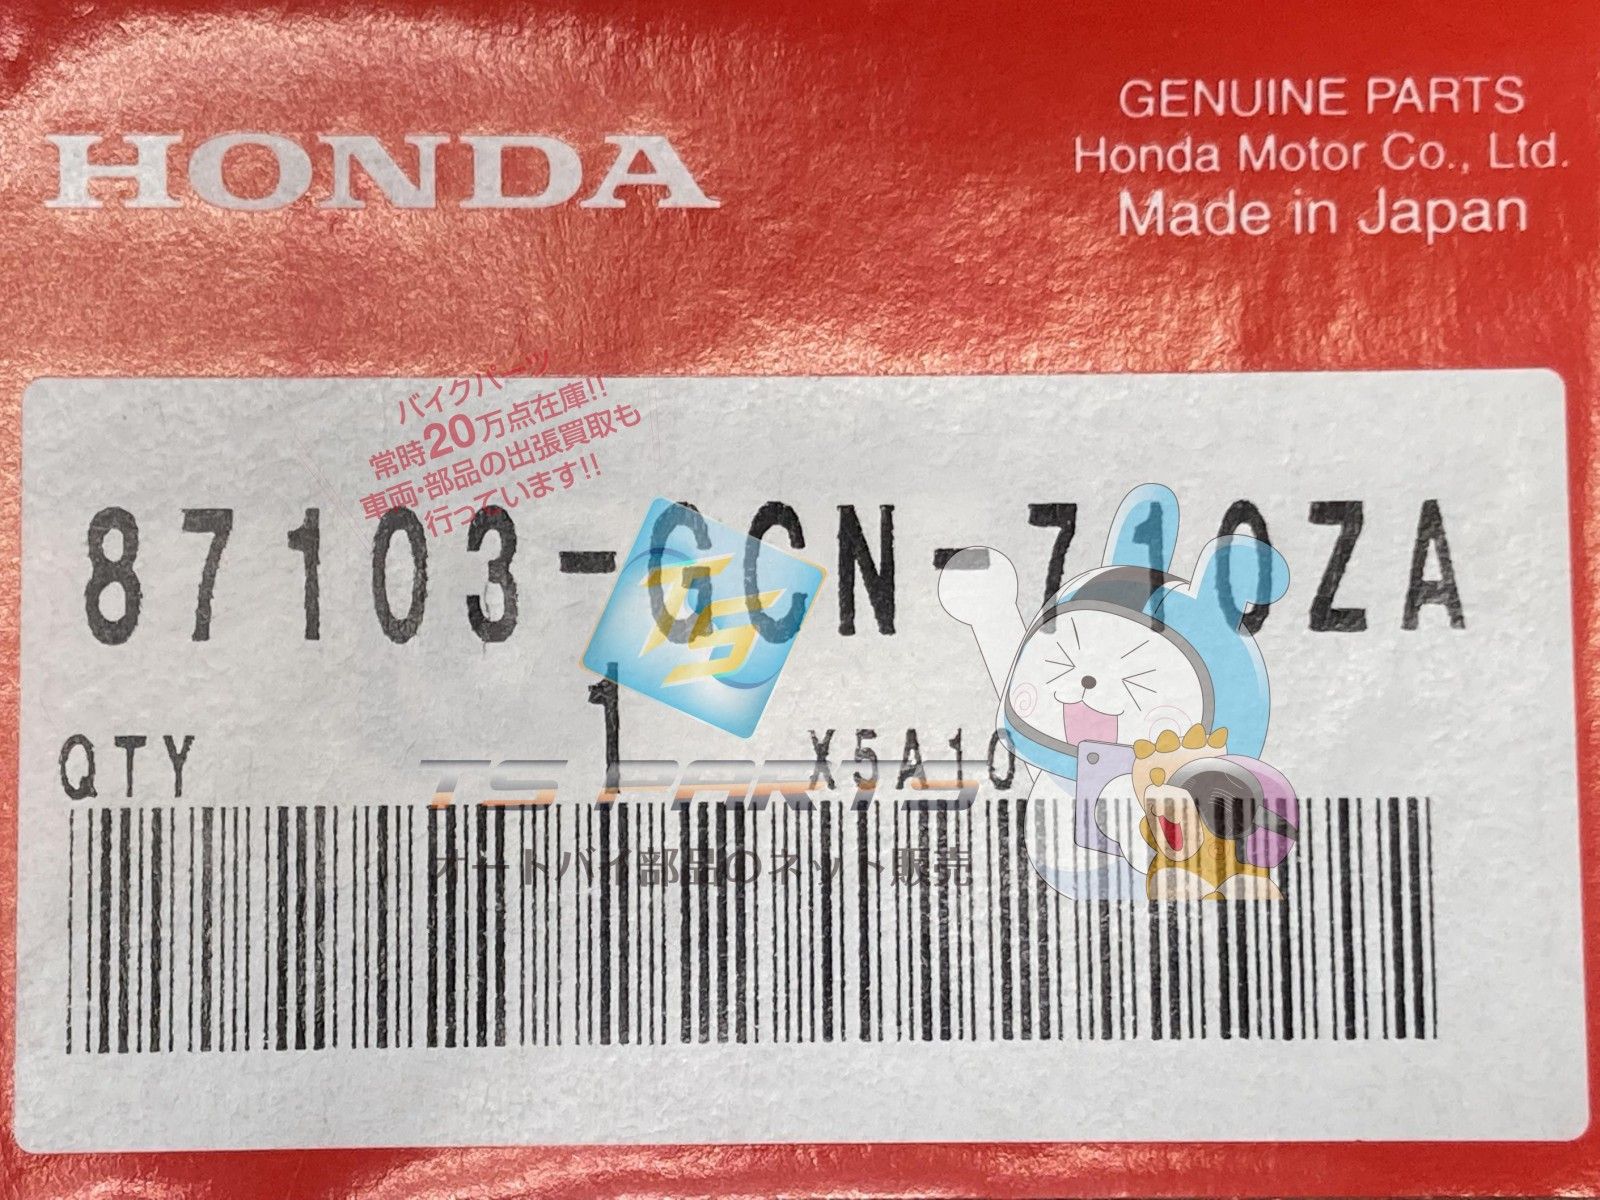 HONDA
GENUINE PARTS
Honda Motor Co., Ltd.
Made in Japan
バイクパーツ
常時20万点在庫!!
車両・部品の出張買取も
行っています!!
87103-GCN-710ZA
TS
QTY 1 X5A10
TS PARTS
オートバイ部品のネット販売